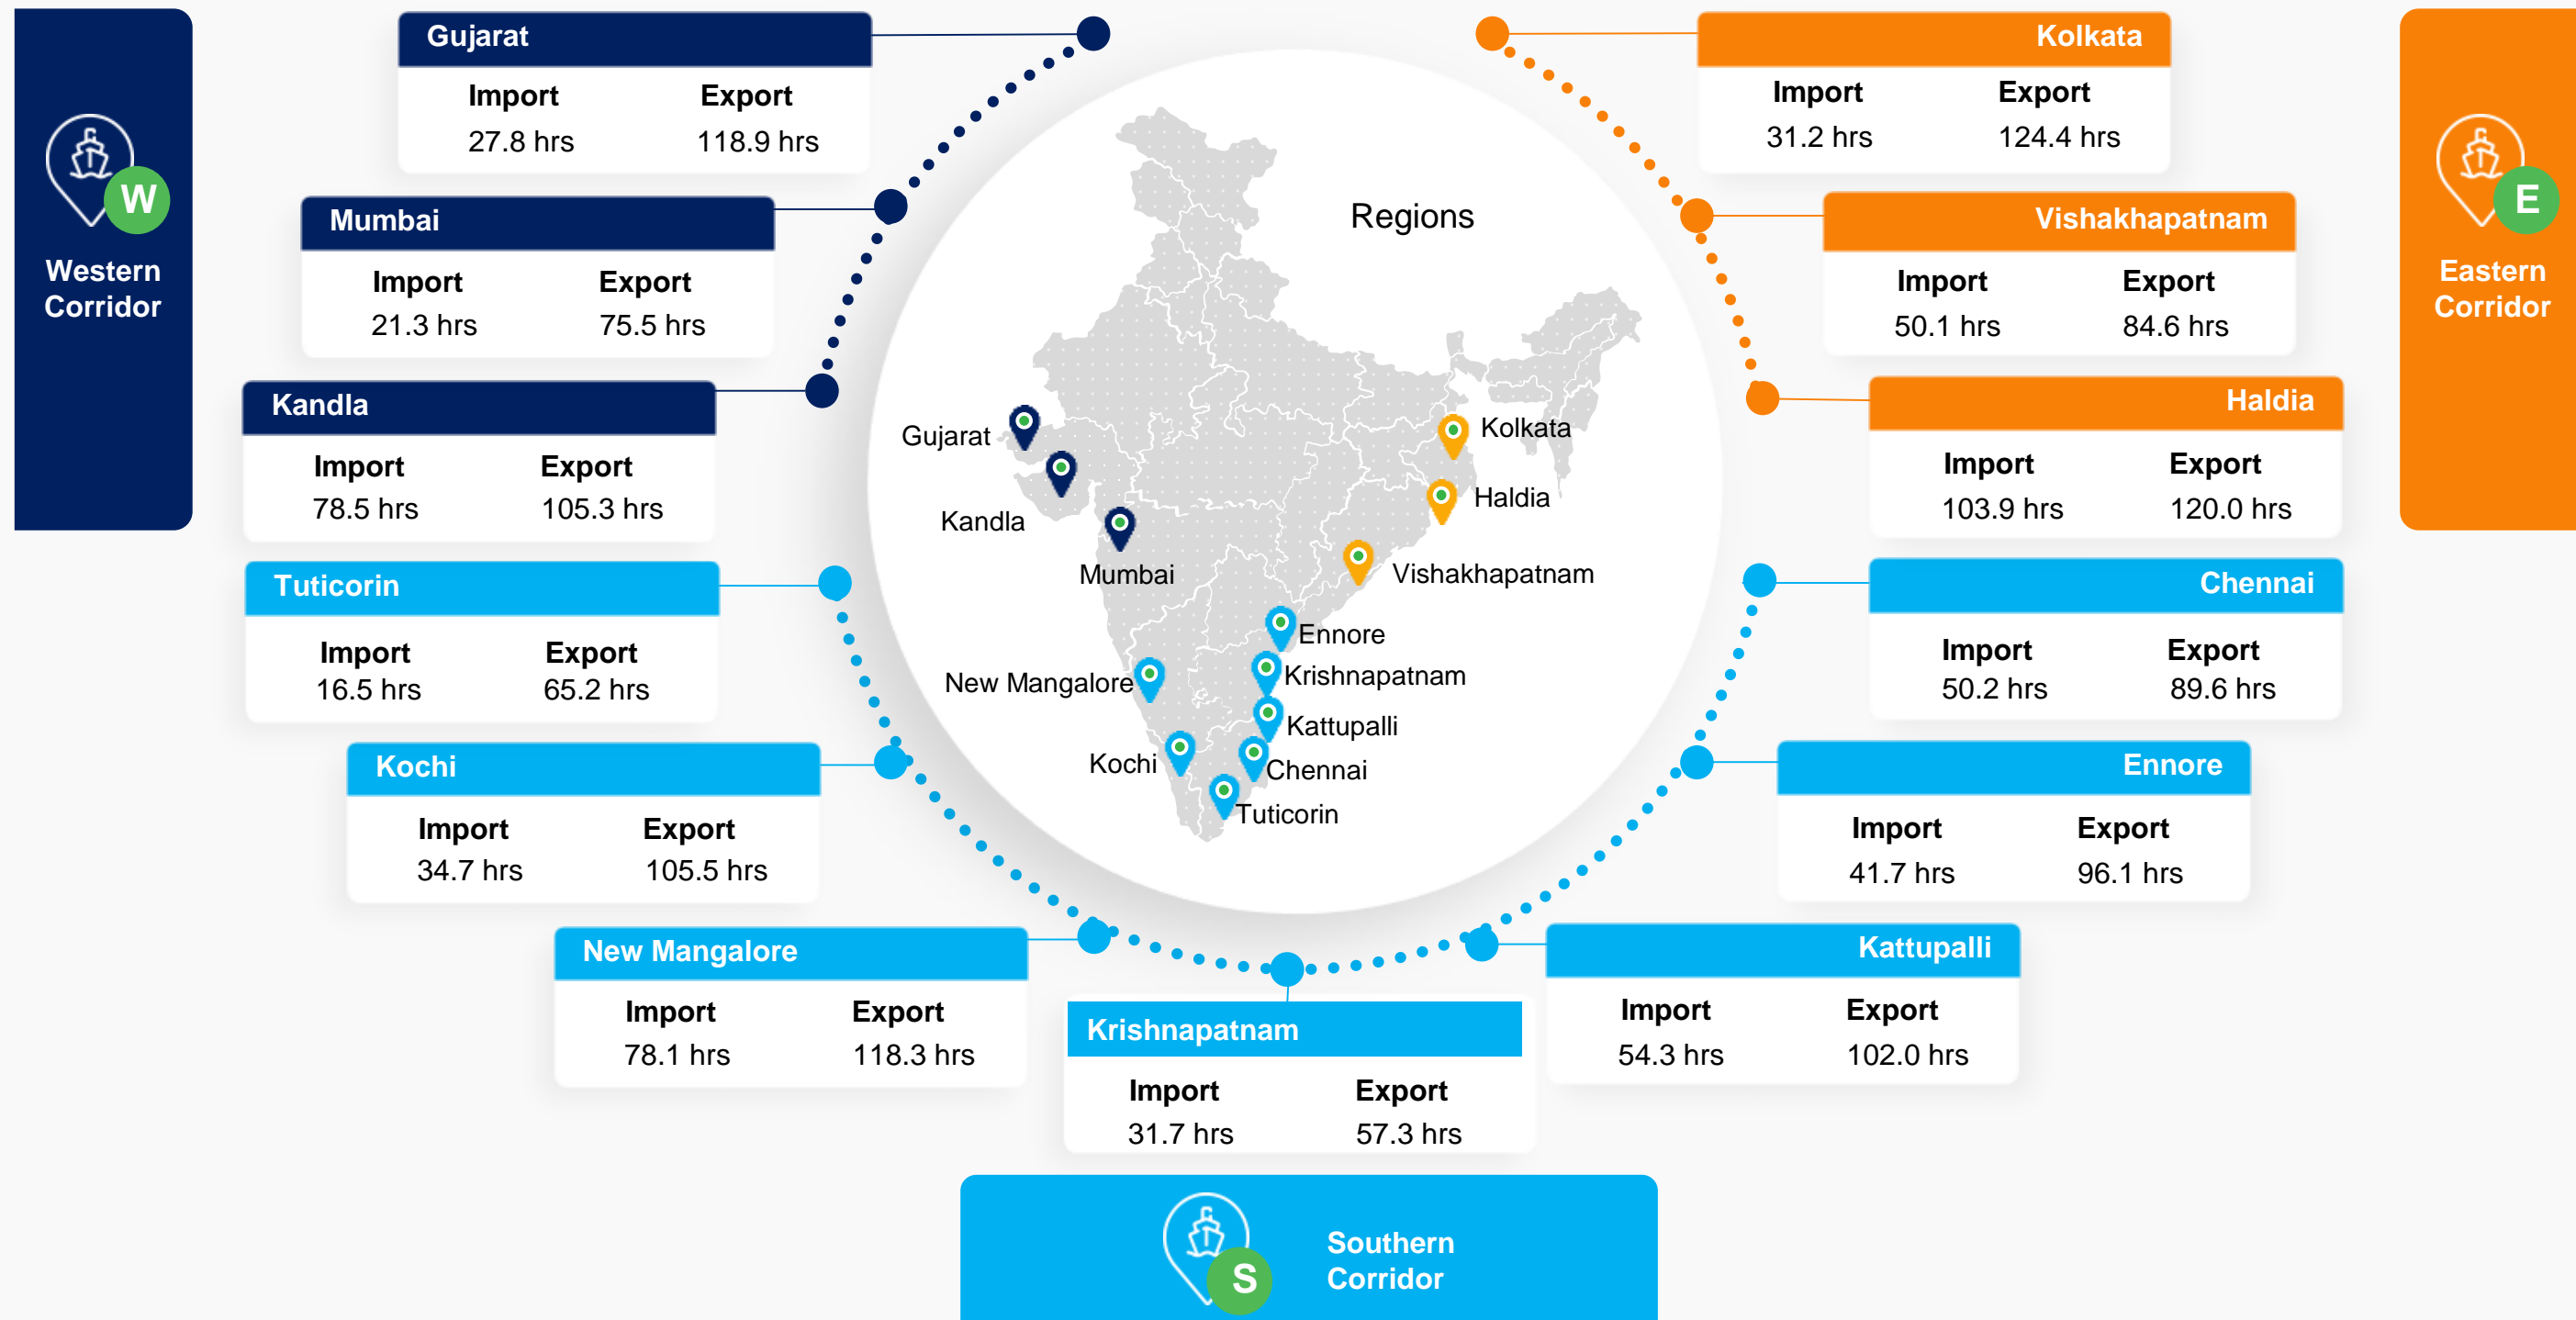 W
Western
Corridor
Gujarat
Import Export
27.8 hrs 118.9 hrs
Mumbai
Import Export
21.3 hrs 75.5 hrs
Kandla
Import Export
78.5 hrs 105.3 hrs
Tuticorin
Import Export
16.5 hrs 65.2 hrs
Kochi
Import Export
34.7 hrs 105.5 hrs
New Mangalore
Import Export
78.1 hrs 118.3 hrs
Krishnapatnam
Import Export
31.7 hrs 57.3 hrs
Regions
Gujarat
Kandla
Mumbai
Kolkata
Haldia
Vishakhapatnam
Ennore
Krishnapatnam
New Mangalore
Kattupalli
Kochi
Chennai
Tuticorin
Kolkata
Import Export
31.2 hrs 124.4 hrs
Vishakhapatnam
Import Export
50.1 hrs 84.6 hrs
Haldia
Import Export
103.9 hrs 120.0 hrs
Chennai
Import Export
50.2 hrs 89.6 hrs
Ennore
Import Export
41.7 hrs 96.1 hrs
Kattupalli
Import Export
54.3 hrs 102.0 hrs
E
Eastern
Corridor
S
Southern
Corridor